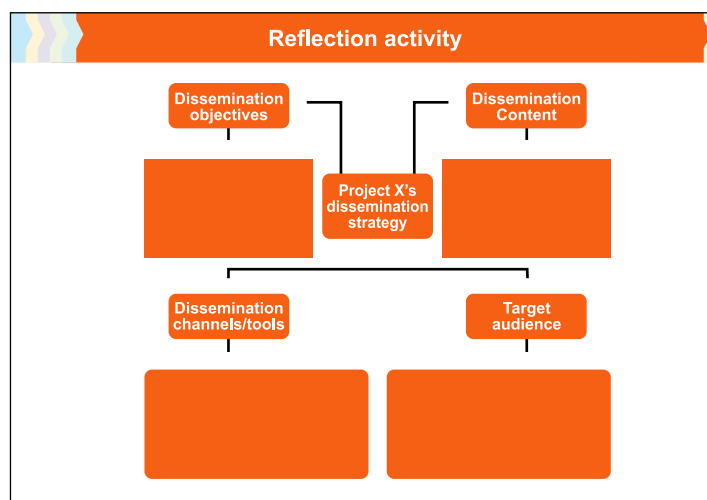 Reflection activity
Dissemination
objectives
Dissemination
Content
Project X's
dissemination
strategy
Dissemination
channels/tools
Target
audience